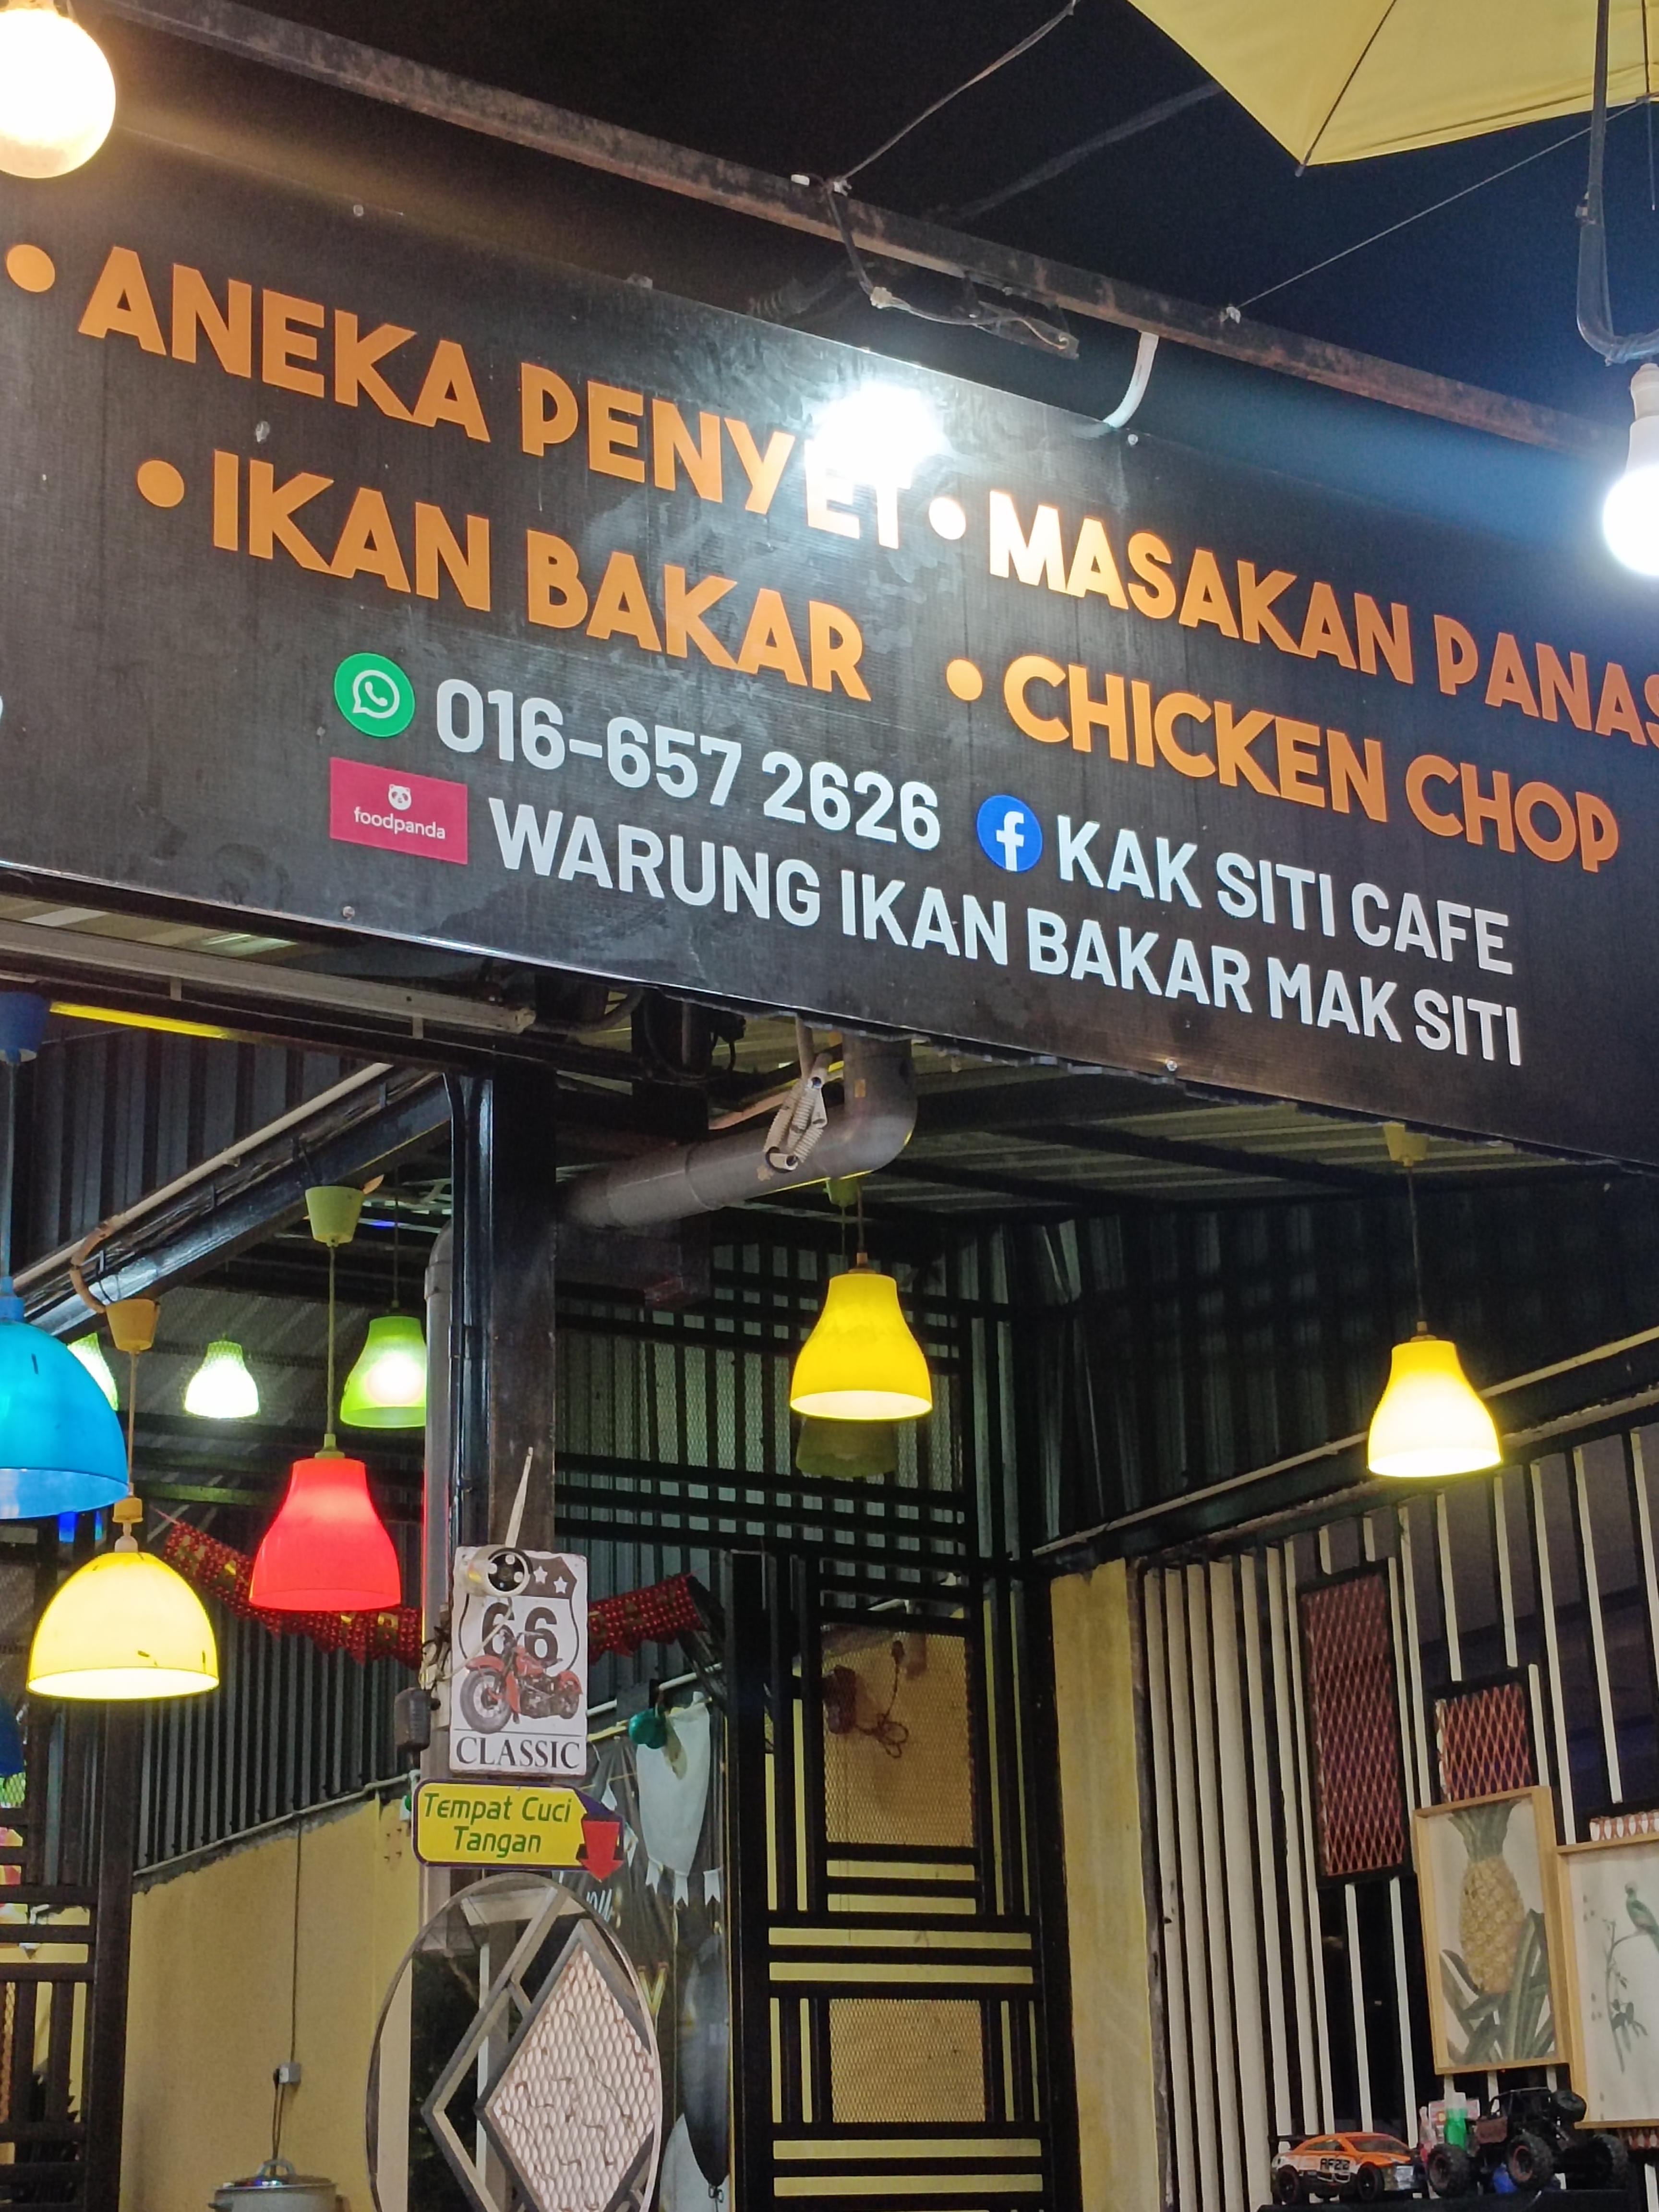 • ANEKA PENYET • MASAKAN PANAS
• IKAN BAKAR • CHICKEN CHOP
016-657 2626 KAK SITI CAFE
foodpanda WARUNG IKAN BAKAR MAK SITI
66
CLASSIC
Tempat Cuci
Tangan
AF22